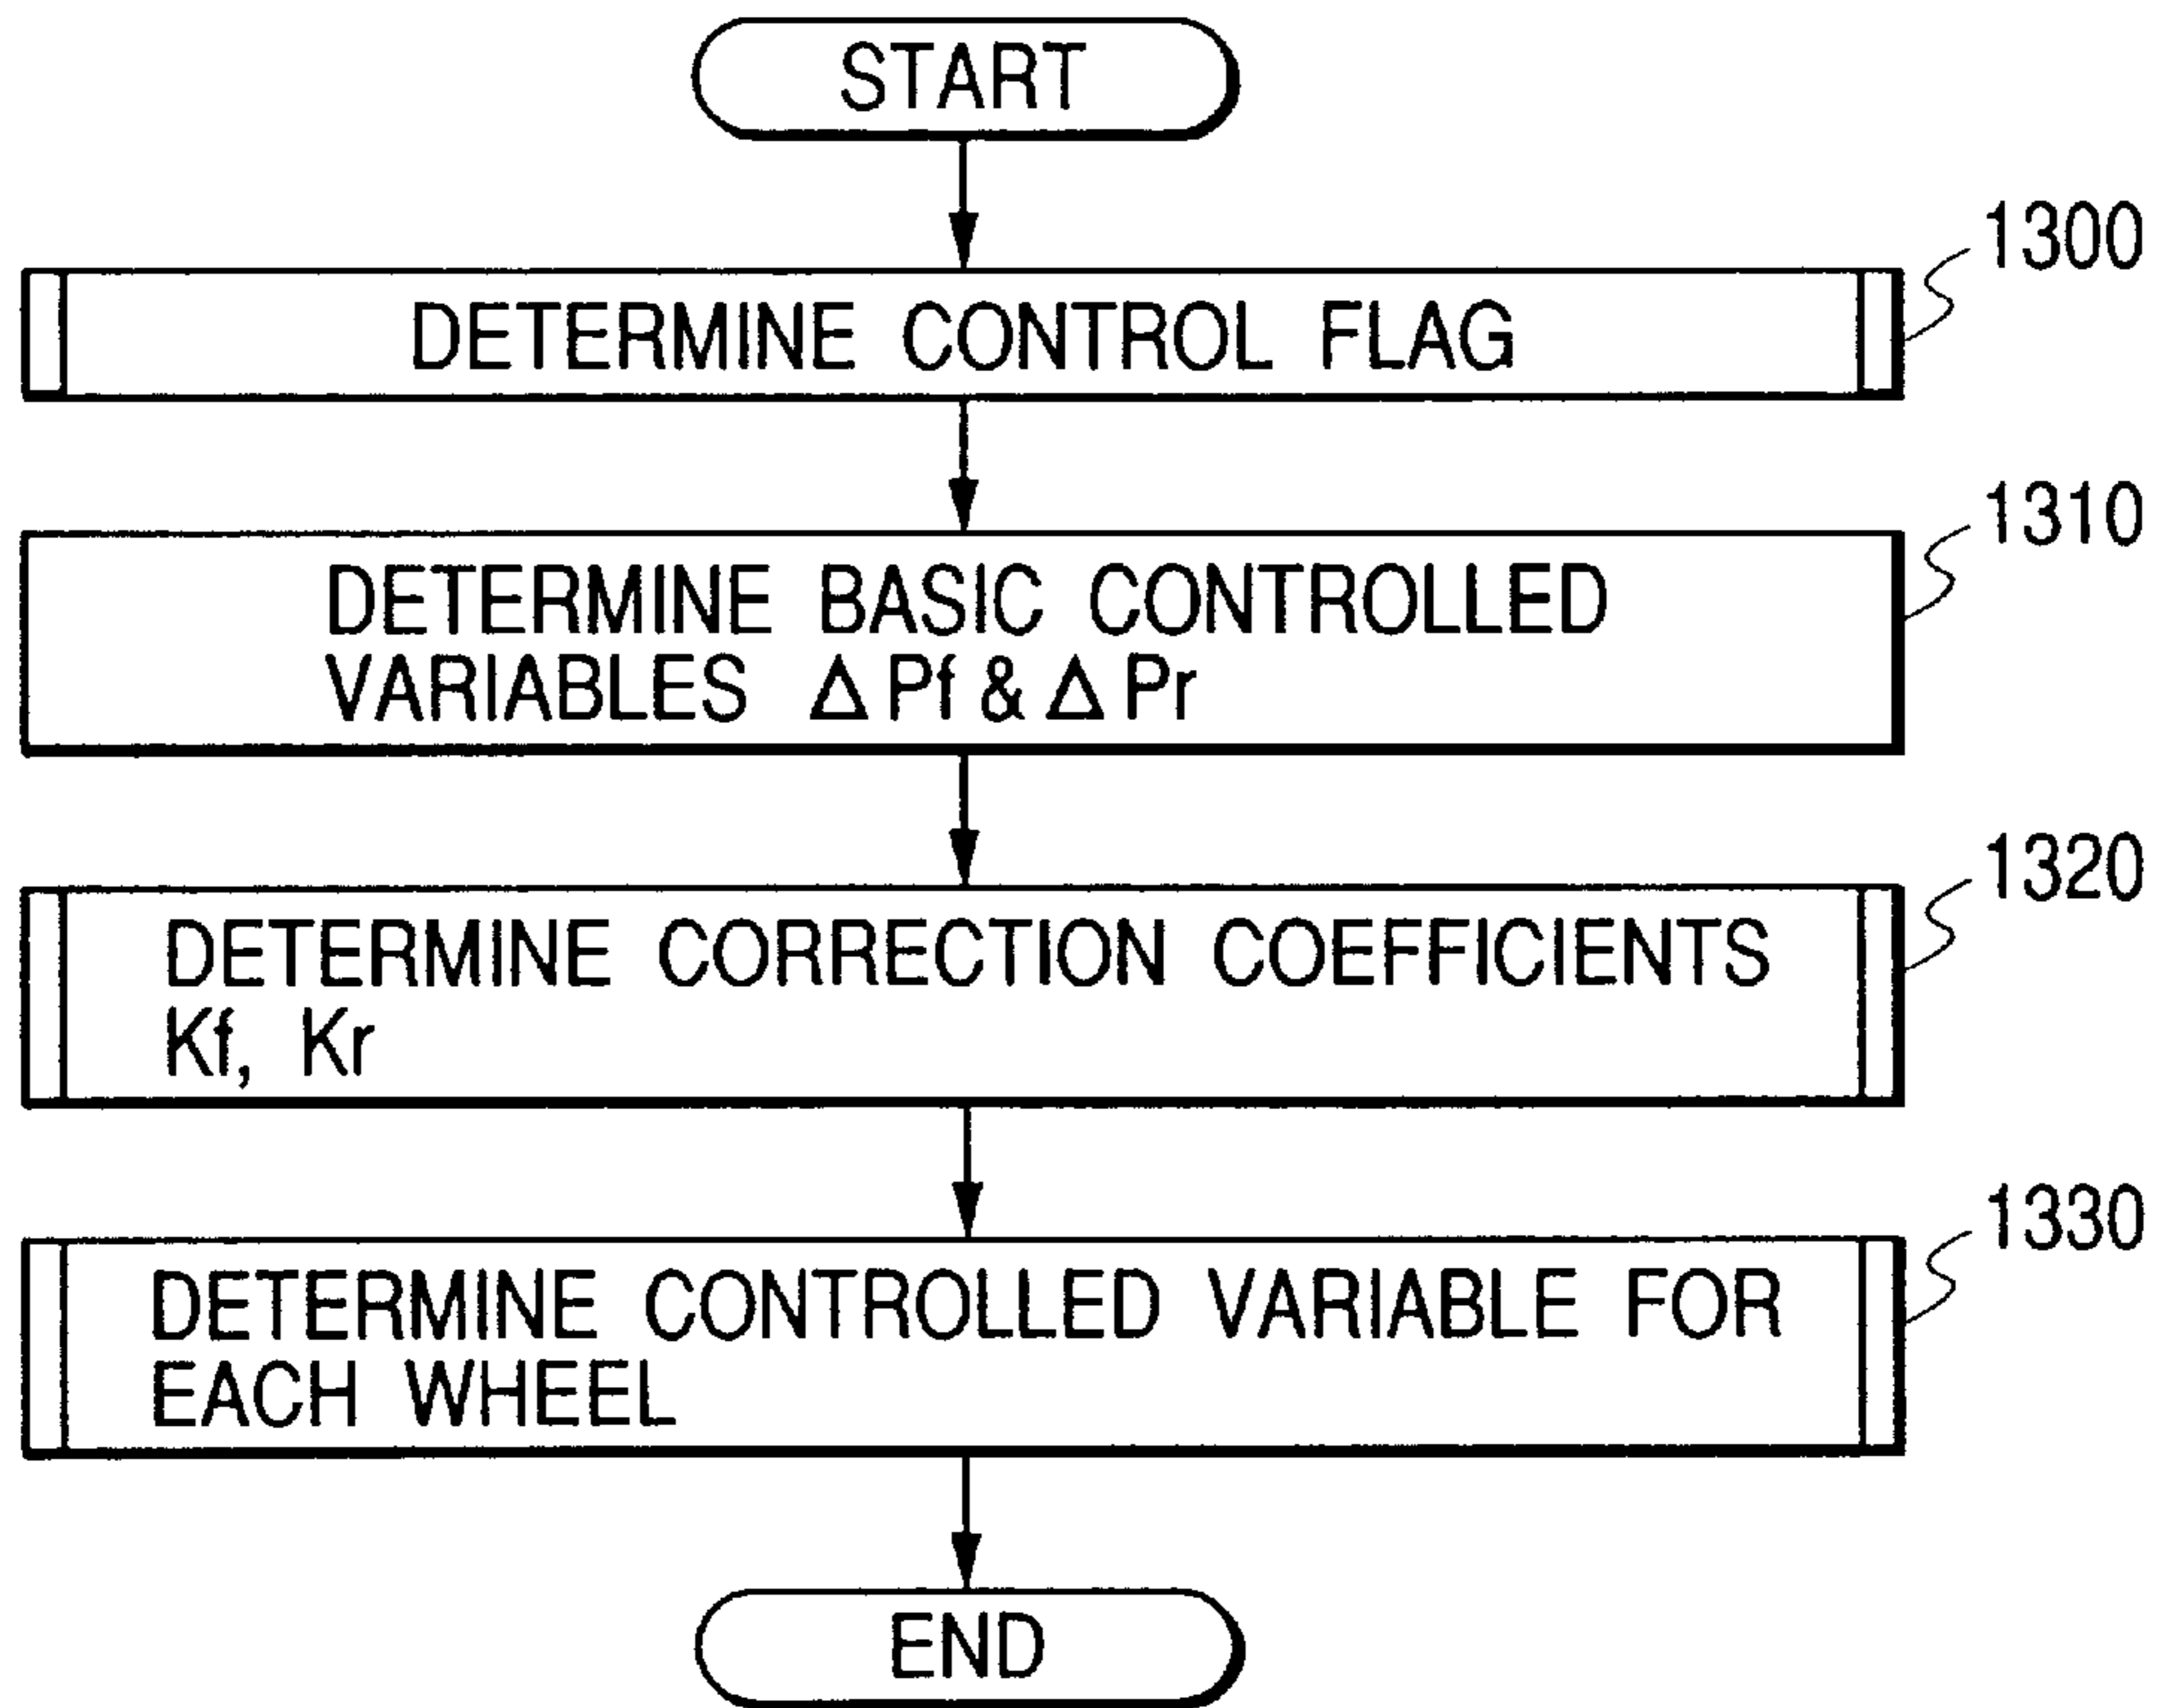 START
1300
DETERMINE CONTROL FLAG
1310
DETERMINE BASIC CONTROLLED
VARIABLES ΔPf & ΔPr
1320
DETERMINE CORRECTION COEFFICIENTS
Kf, Kr
1330
DETERMINE CONTROLLED VARIABLE FOR
EACH WHEEL
END